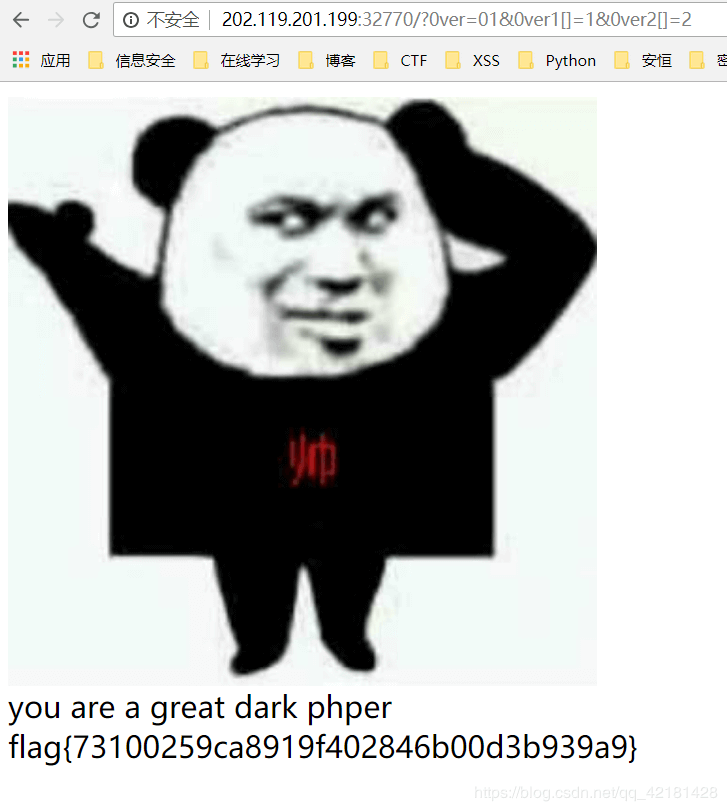 不安全 202.119.201.199:32770/?0ver=01&0ver1[]=1&0ver2[]=2
应用 信息安全 在线学习 博客 CTF XSS Python 安恒 密
帅
you are a great dark phper
flag{73100259ca8919f402846b00d3b939a9}
https://blog.csdn.net/qq_42181428